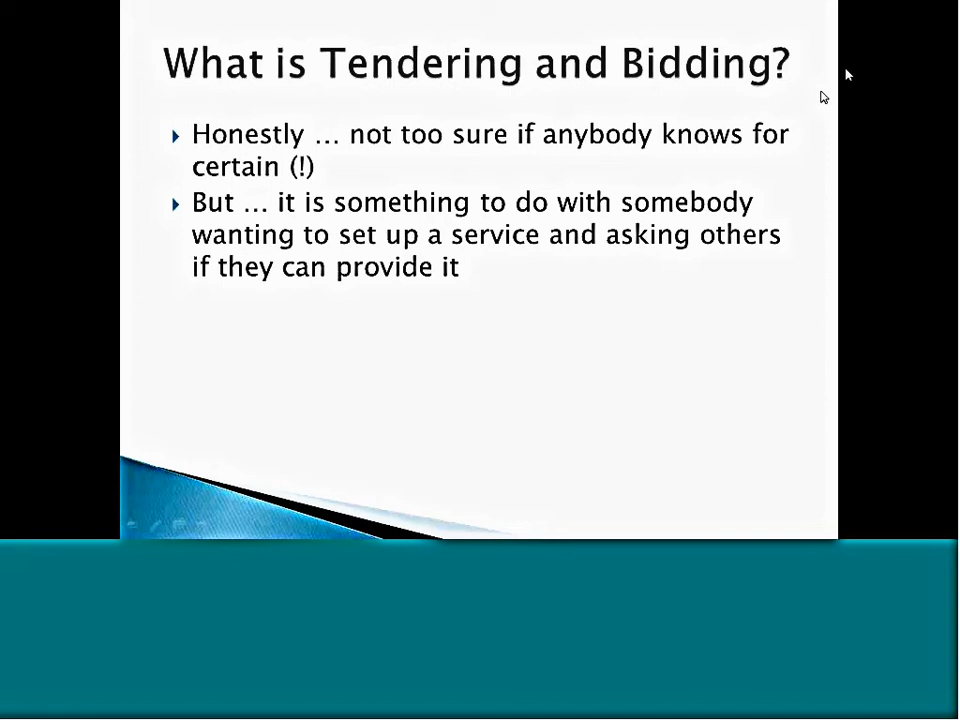 What is Tendering and Bidding?
Honestly … not too sure if anybody knows for
certain (!)
But … it is something to do with somebody
wanting to set up a service and asking others
if they can provide it